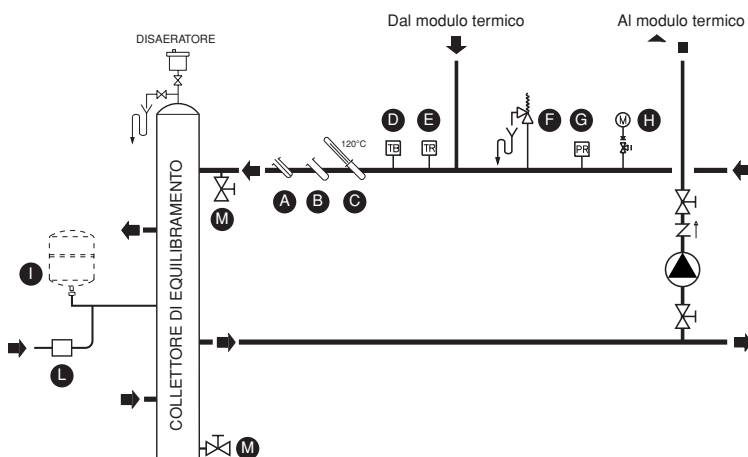 Dal modulo termico
Al modulo termico
DISAERATORE
D
E
F
G
M
H
120°C
TB
TR
PR
A
B
C
M
I
L
COLLETTORE DI EQUILIBRAMENTO
M